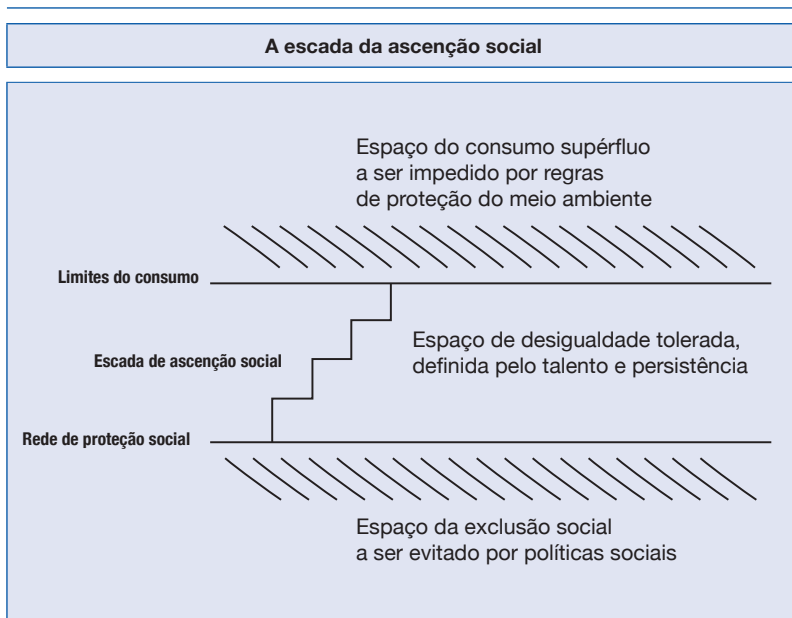 A escada da ascenção social
Espaço do consumo supérfluo
a ser impedido por regras
de proteção do meio ambiente
Limites do consumo
Espaço de desigualdade tolerada,
definida pelo talento e persistência
Escada de ascenção social
Rede de proteção social
Espaço da exclusão social
a ser evitado por políticas sociais